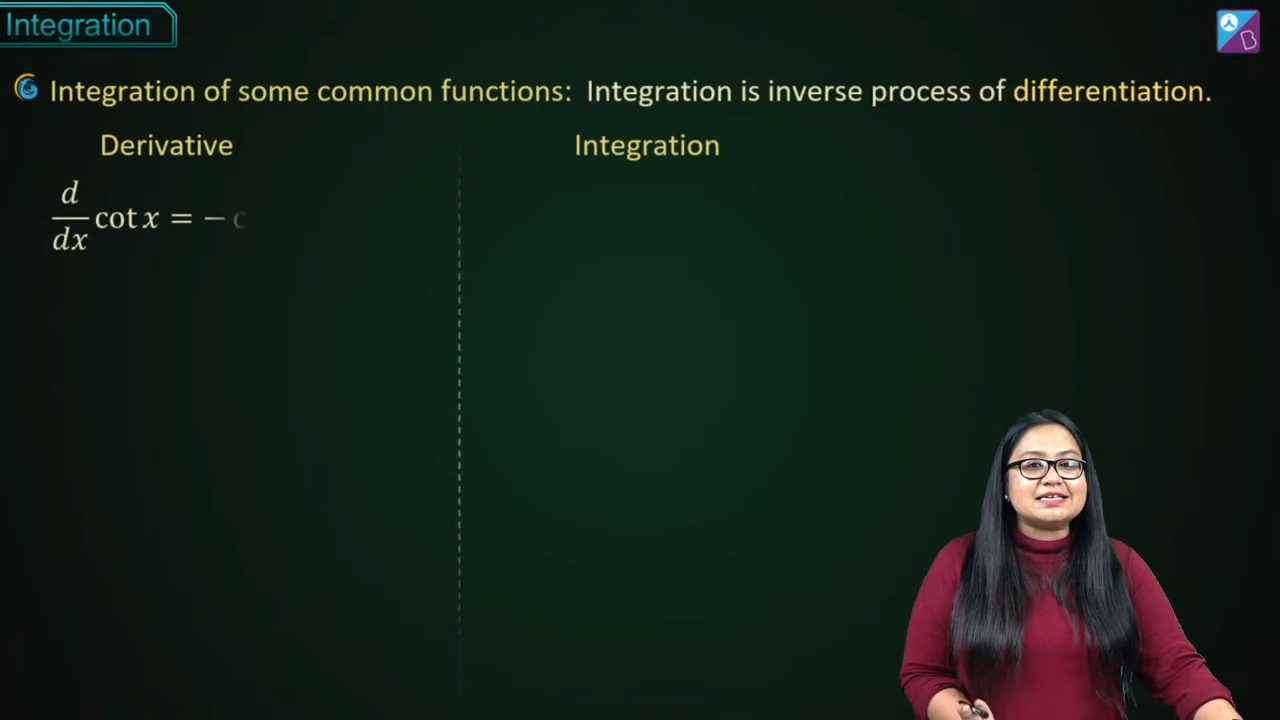 Integration
Integration of some common functions: Integration is inverse process of differentiation.
Derivative Integration
d/dx cot x = − c